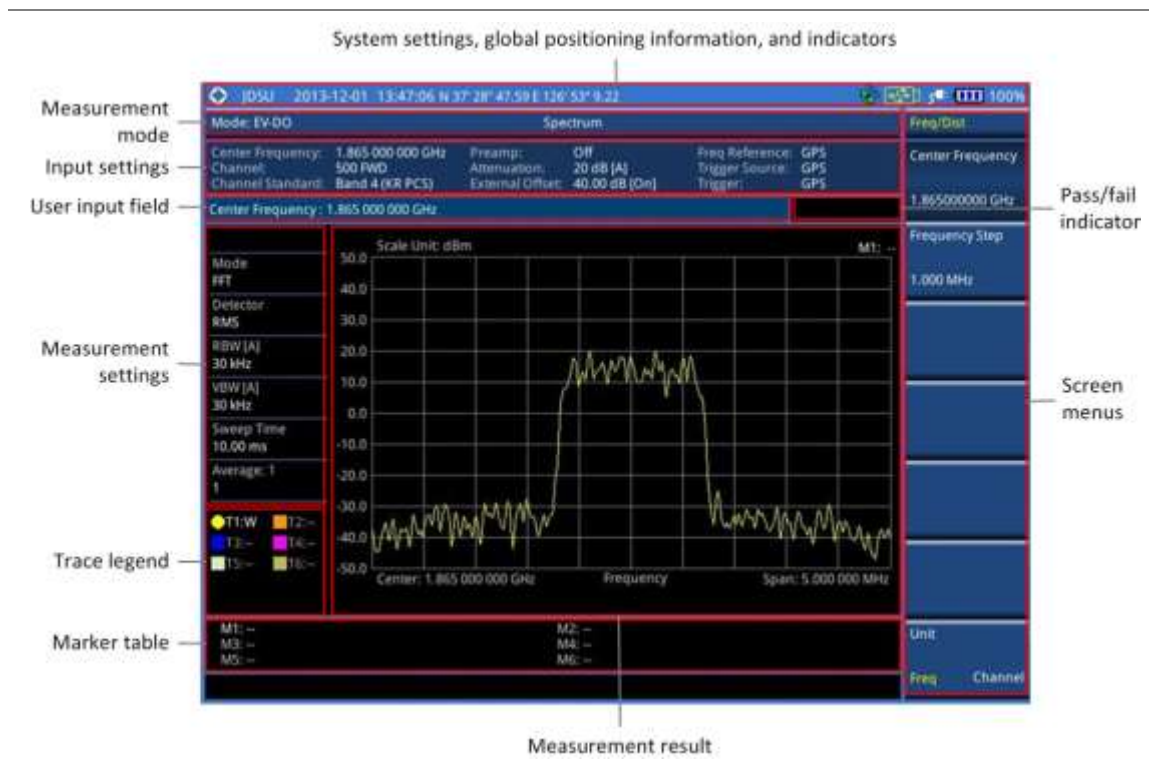 System settings, global positioning information, and indicators
JDSU 2013-12-01 13:47:06 N 37° 28" 47.59 E 126° 53" 9.22 100%
Measurement mode
Mode: EV-DO Spectrum
Freq/Dist
Input settings
Center Frequency: 1.865 000 000 GHz Preamp: Off Freq Reference: GPS
Channel: 500 FWD Attenuation: 20 dB [A] Trigger Source: GPS
Channel Standard: Band 4 (KR PCS) External Offset: 40.00 dB [On] Trigger: GPS
Center Frequency
1.865000000 GHz
User input field
Center Frequency : 1.865 000 000 GHz
Pass/fail
indicator
Frequency Step
1.000 MHz
Measurement
settings
Mode
FFT
Detector
RMS
RBW [A]
30 kHz
VBW [A]
30 kHz
Sweep Time
10.00 ms
Average: 1
1
Scale Unit: dBm M1: --
50.0
40.0
30.0
20.0
10.0
0.0
-10.0
-20.0
-30.0
-40.0
-50.0
Center: 1.865 000 000 GHz Frequency Span: 5.000 000 MHz
Screen
menus
Trace legend
T1:W T2:--
T3:-- T4:--
T5:-- T6:--
Marker table
M1: -- M2: --
M3: -- M4: --
M5: -- M6: --
Unit
Freq Channel
Measurement result